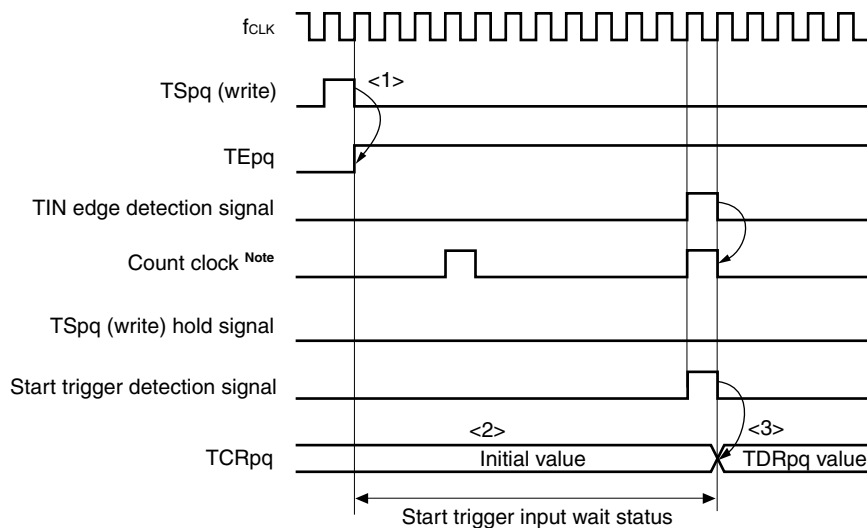 fCLK
TSpq (write)
<1>
TEpq
TIN edge detection signal
Count clock Note
TSpq (write) hold signal
Start trigger detection signal
<2>
<3>
TCRpq
Initial value
TDRpq value
Start trigger input wait status